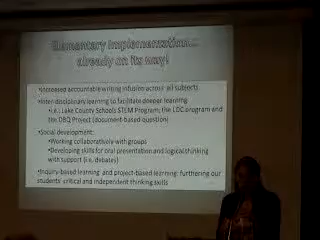 Elementary Implementation...
already on its way!
•Increased accountable writing infusion across all subjects
•Inter-disciplinary learning to facilitate deeper learning
•i.e.: Lake County Schools STEM Program, the LDC program and
the DBQ Project (document-based question)
•Social development:
•Working collaboratively with groups
•Developing skills for oral presentation and logical thinking
with support (i.e. debates)
•Inquiry-based learning and project-based learning: furthering our
students' critical and independent thinking skills